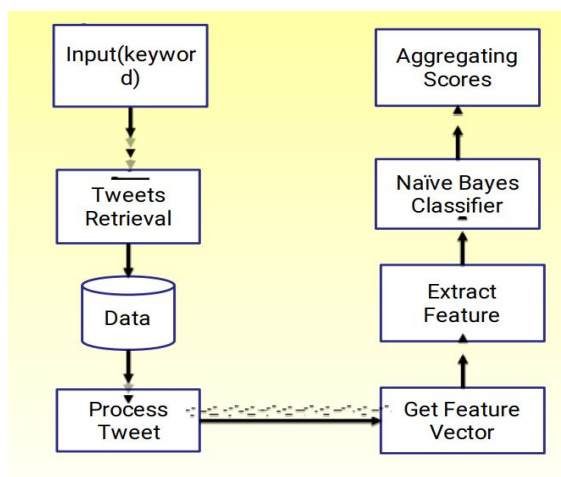 Input(keywor
d)
Tweets
Retrieval
Data
Process
Tweet
Get Feature
Vector
Extract
Feature
Naïve Bayes
Classifier
Aggregating
Scores